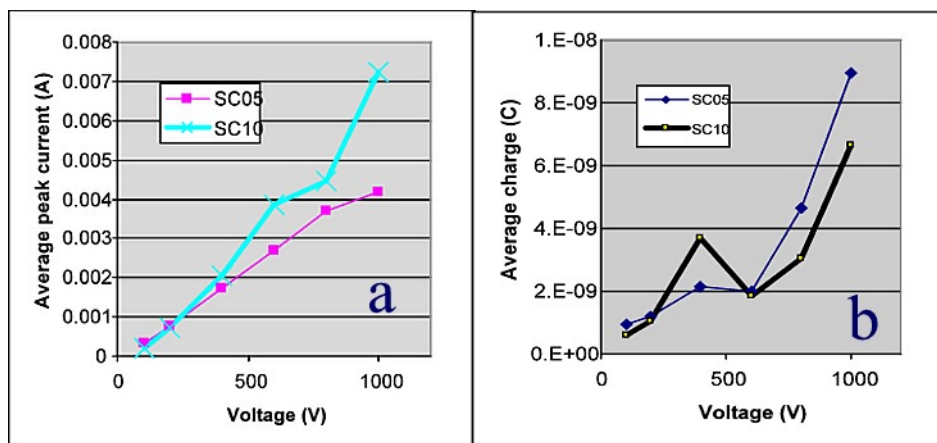 0.008
0.007
0.006
0.005
0.004
0.003
0.002
0.001
0
0
500
1000
Average peak current (A)
Voltage (V)
SC05
SC10
a
1.E-08
8.E-09
6.E-09
4.E-09
2.E-09
0.E+00
0
500
1000
Average charge (C)
Voltage (V)
SC05
SC10
b